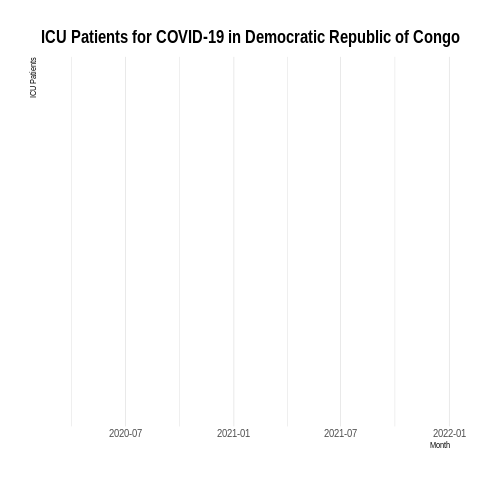 ICU Patients for COVID-19 in Democratic Republic of Congo
ICU Patients
2020-07
2021-01
2021-07
2022-01
Month